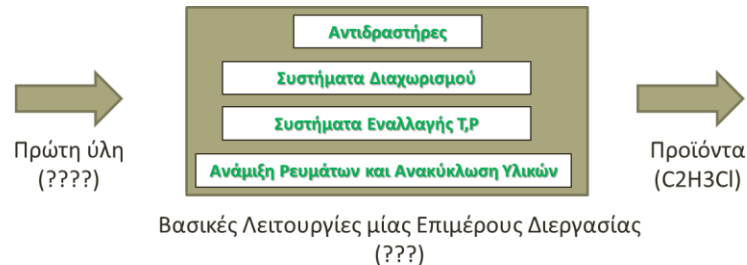 Αντιδραστήρες
Συστήματα Διαχωρισμού
Συστήματα Εναλλαγής Τ,Ρ
Ανάμιξη Ρευμάτων και Ανακύκλωση Υλικών
Πρώτη ύλη
(????)
Προϊόντα
(C2H3Cl)
Βασικές Λειτουργίες μίας Επιμέρους Διεργασίας
(???)